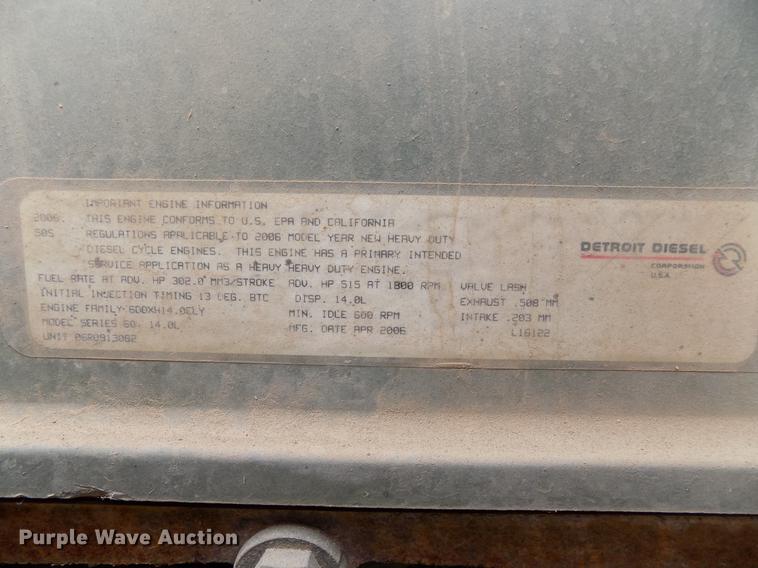 IMPORTANT ENGINE INFORMATION
2006. THIS ENGINE CONFORMS TO U.S. EPA AND CALIFORNIA
50S REGULATIONS APPLICABLE TO 2006 MODEL YEAR NEW HEAVY DUTY
DIESEL CYCLE ENGINES. THIS ENGINE HAS A PRIMARY INTENDED
SERVICE APPLICATION AS A HEAVY HEAVY DUTY ENGINE.
FUEL RATE AT ADV. HP 302.0 MM3/STROKE ADV. HP 515 AT 1800 RPM VALVE LASH
INITIAL INJECTION TIMING 13 DEG. BTC DISP. 14.0L EXHAUST .508 MM
ENGINE FAMILY 6DDXH14.0ELY MIN. IDLE 600 RPM INTAKE .203 MM
MODEL SERIES 60, 14.0L MFG. DATE APR 2006 L16122
UNIT 06R0913082
DETROIT DIESEL
CORPORATION
U.S.A.
Purple Wave Auction